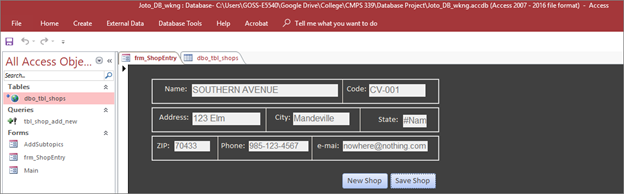 Joto_DB_wkng : Database- C:\Users\GOSS-E5540\Google Drive\College\CMPS 339\Database Project\Joto_DB_wkng.accdb (Access 2007 - 2016 file format) - Access
File Home Create External Data Database Tools Help Acrobat Tell me what you want to do
All Access Obje...
Search...
Tables
dbo_tbl_shops
Queries
tbl_shop_add_new
Forms
AddSubtopics
frm_ShopEntry
Main
frm_ShopEntry dbo_tbl_shops
Name: SOUTHERN AVENUE Code: CV-001
Address: 123 Elm City: Mandeville State: #Nam
ZIP: 70433 Phone: 985-123-4567 e-mai: nowhere@nothing.com
New Shop Save Shop